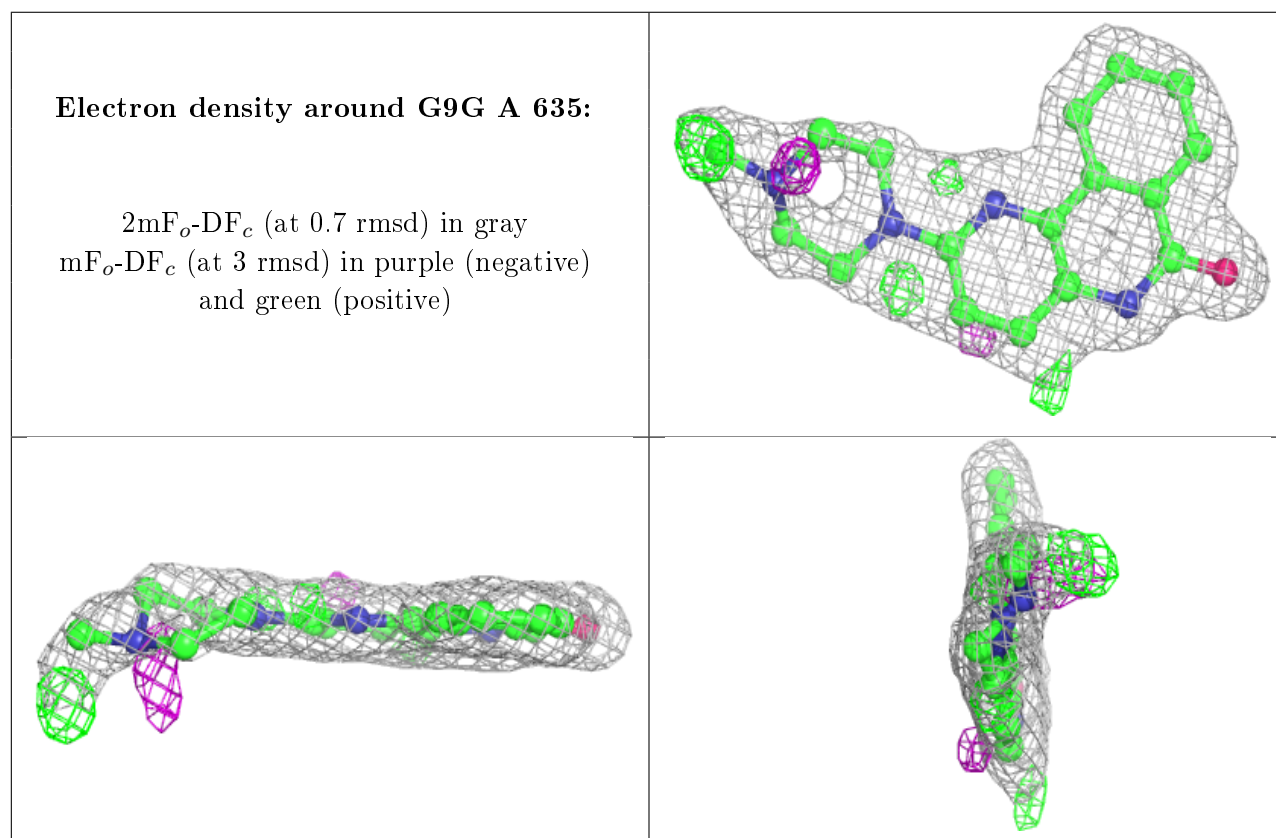 Electron density around G9G A 635:
2mFₒ-DF𝒸 (at 0.7 rmsd) in gray
mFₒ-DF𝒸 (at 3 rmsd) in purple (negative)
and green (positive)